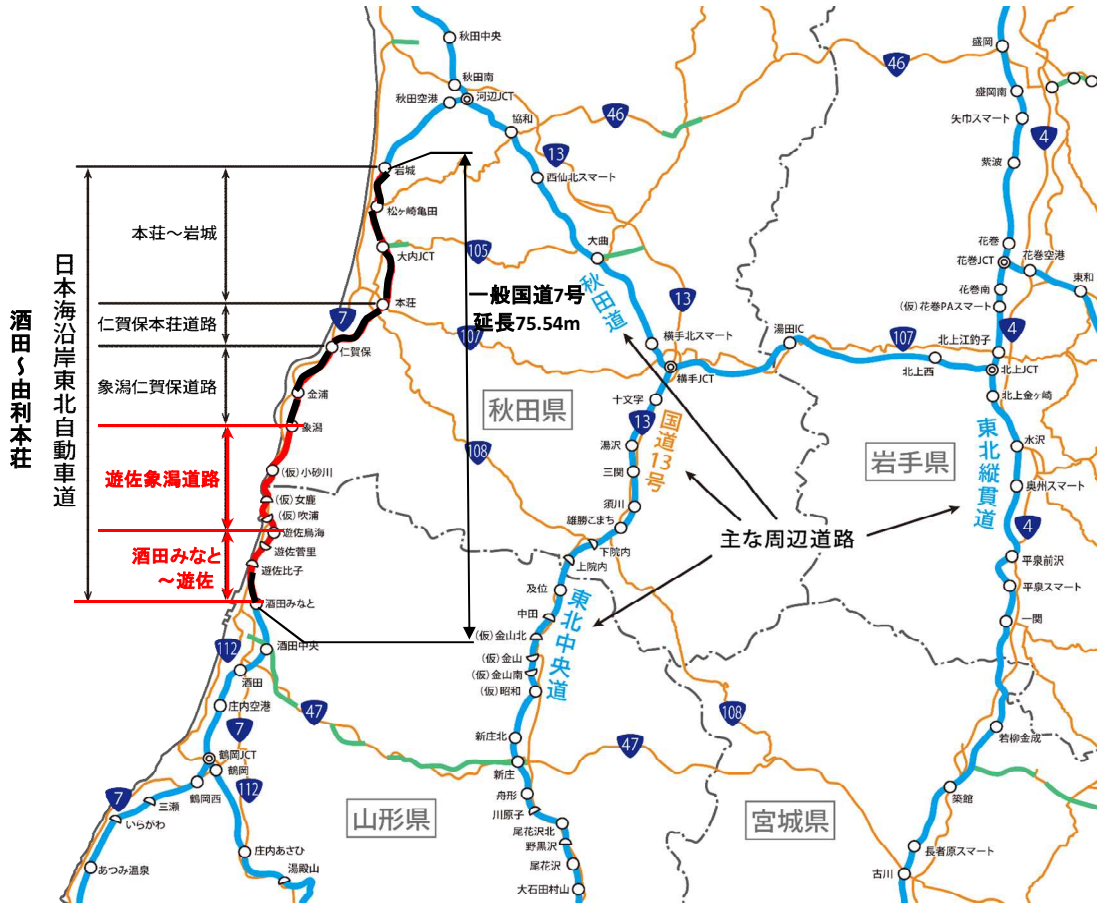 酒田～由利本荘
日本海沿岸東北自動車道
本荘～岩城
仁賀保本荘道路
象潟仁賀保道路
遊佐象潟道路
酒田みなと
～遊佐
一般国道7号
延長75.54m
主な周辺道路
秋田県
岩手県
山形県
宮城県
秋田道
国道13号
東北中央道
東北縦貫道
秋田中央
秋田南
河辺JCT
秋田空港
協和
岩城
西仙北スマート
松ヶ崎亀田
大内JCT
大曲
本荘
仁賀保
金浦
象潟
(仮)小砂川
(仮)女鹿
(仮)吹浦
遊佐鳥海
遊佐菅里
遊佐比子
酒田みなと
酒田中央
酒田
庄内空港
鶴岡JCT
鶴岡
鶴岡西
三瀬
いらがわ
あつみ温泉
庄内あさひ
湯殿山
横手北スマート
横手JCT
湯田IC
十文字
湯沢
三関
須川
雄勝こまち
下院内
上院内
及位
中田
(仮)金山北
(仮)金山
(仮)金山南
(仮)昭和
新庄北
新庄
舟形
川原子
尾花沢北
野黒沢
尾花沢
大石田村山
盛岡
盛岡南
矢巾スマート
紫波
花巻
花巻JCT
花巻空港
東和
花巻南
(仮)花巻PAスマート
北上江釣子
北上西
北上JCT
北上金ヶ崎
水沢
奥州スマート
平泉前沢
平泉スマート
一関
若柳金成
築館
長者原スマート
古川
46
46
13
4
105
13
7
107
107
4
13
108
4
112
47
7
108
47
7
112